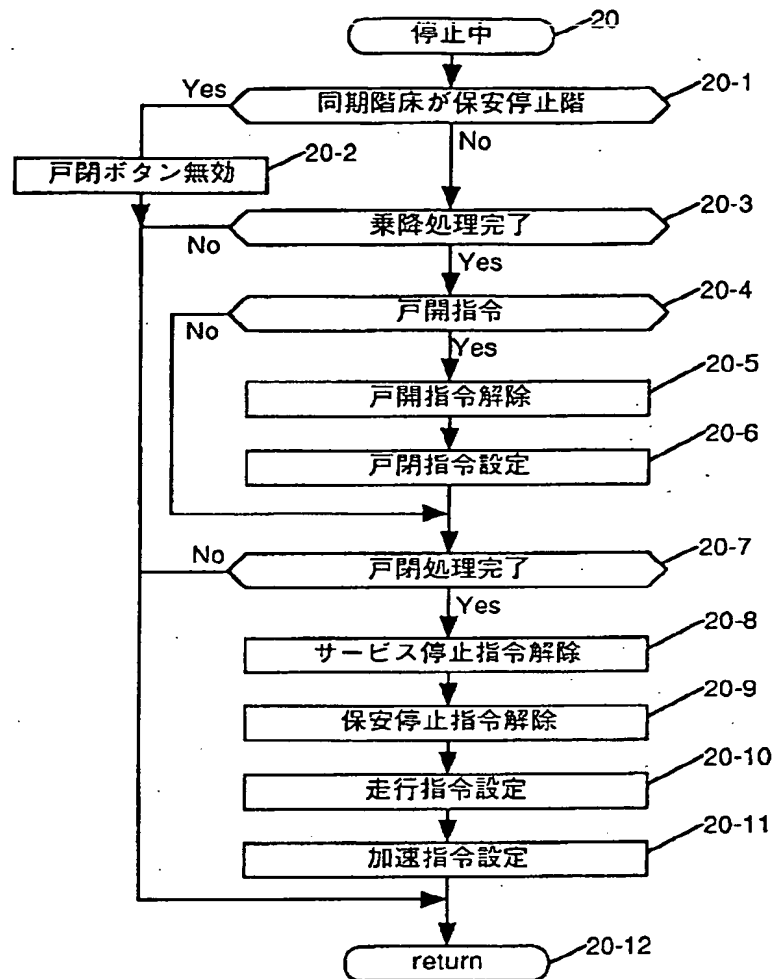 停止中
20
Yes
同期階床が保安停止階
20-1
No
戸閉ボタン無効
20-2
乗降処理完了
20-3
No
Yes
戸開指令
20-4
No
Yes
戸開指令解除
20-5
戸閉指令設定
20-6
No
戸閉処理完了
20-7
Yes
サービス停止指令解除
20-8
保安停止指令解除
20-9
走行指令設定
20-10
加速指令設定
20-11
return
20-12